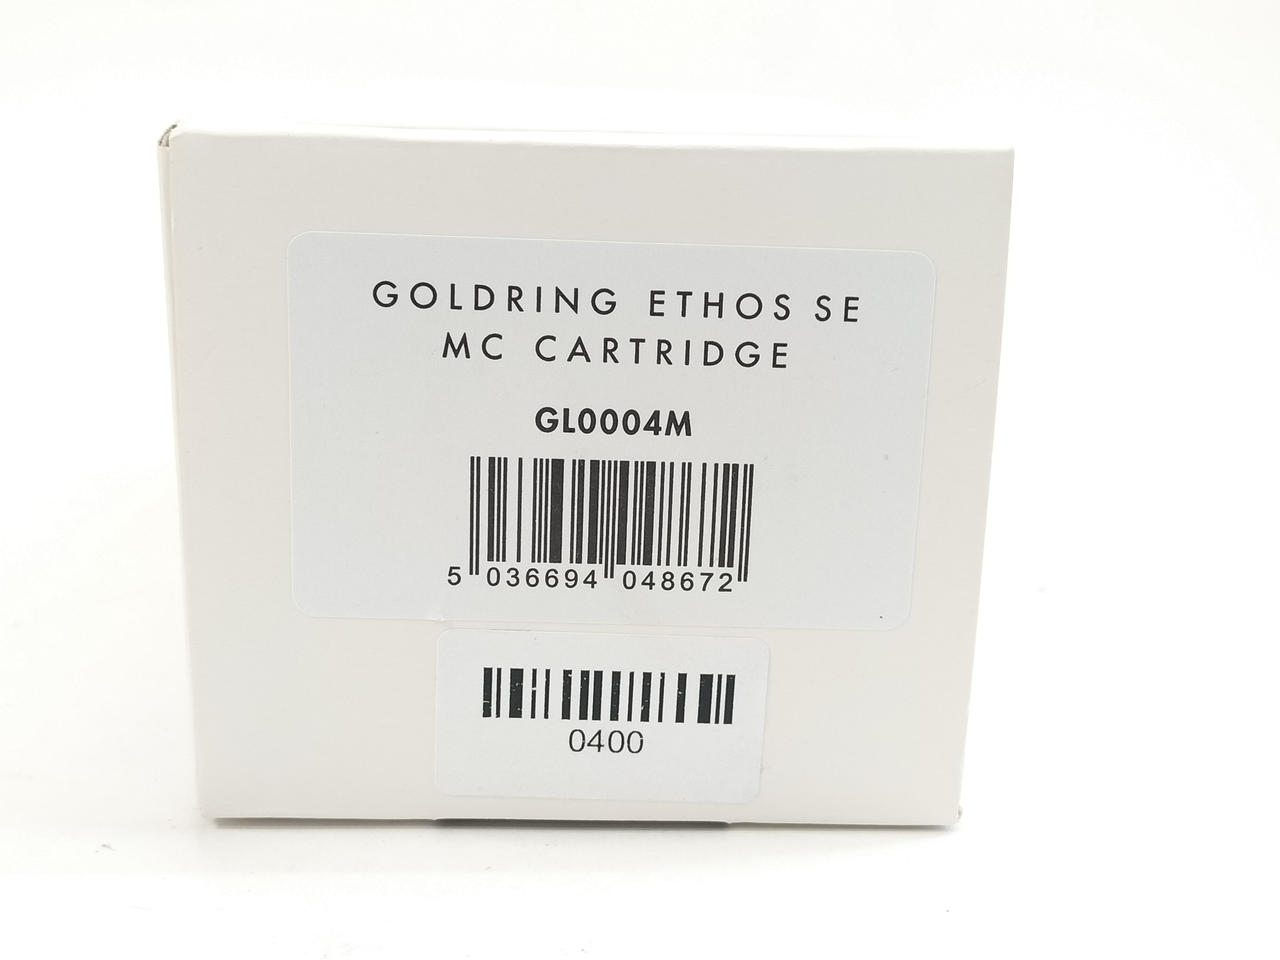 GOLDRING ETHOS SE
MC CARTRIDGE
GL0004M
5 036694 048672
0400